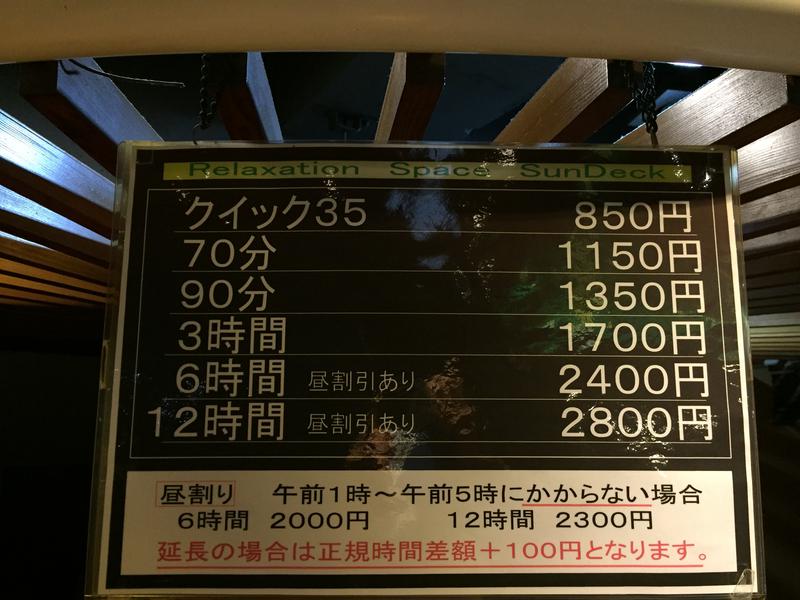 Relaxation Space SunDeck
クイック35 850円
70分 1150円
90分 1350円
3時間 1700円
6時間 昼割引あり 2400円
12時間 昼割引あり 2800円
昼割り 午前1時～午前5時にかからない場合
6時間 2000円 12時間 2300円
延長の場合は正規時間差額＋100円となります。